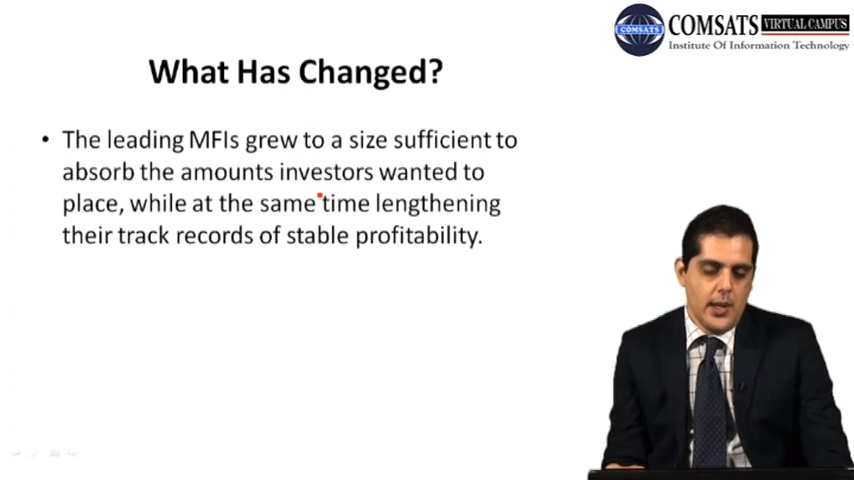 COMSATS VIRTUAL CAMPUS
COMSATS
Institute Of Information Technology
What Has Changed?
• The leading MFIs grew to a size sufficient to
absorb the amounts investors wanted to
place, while at the same time lengthening
their track records of stable profitability.